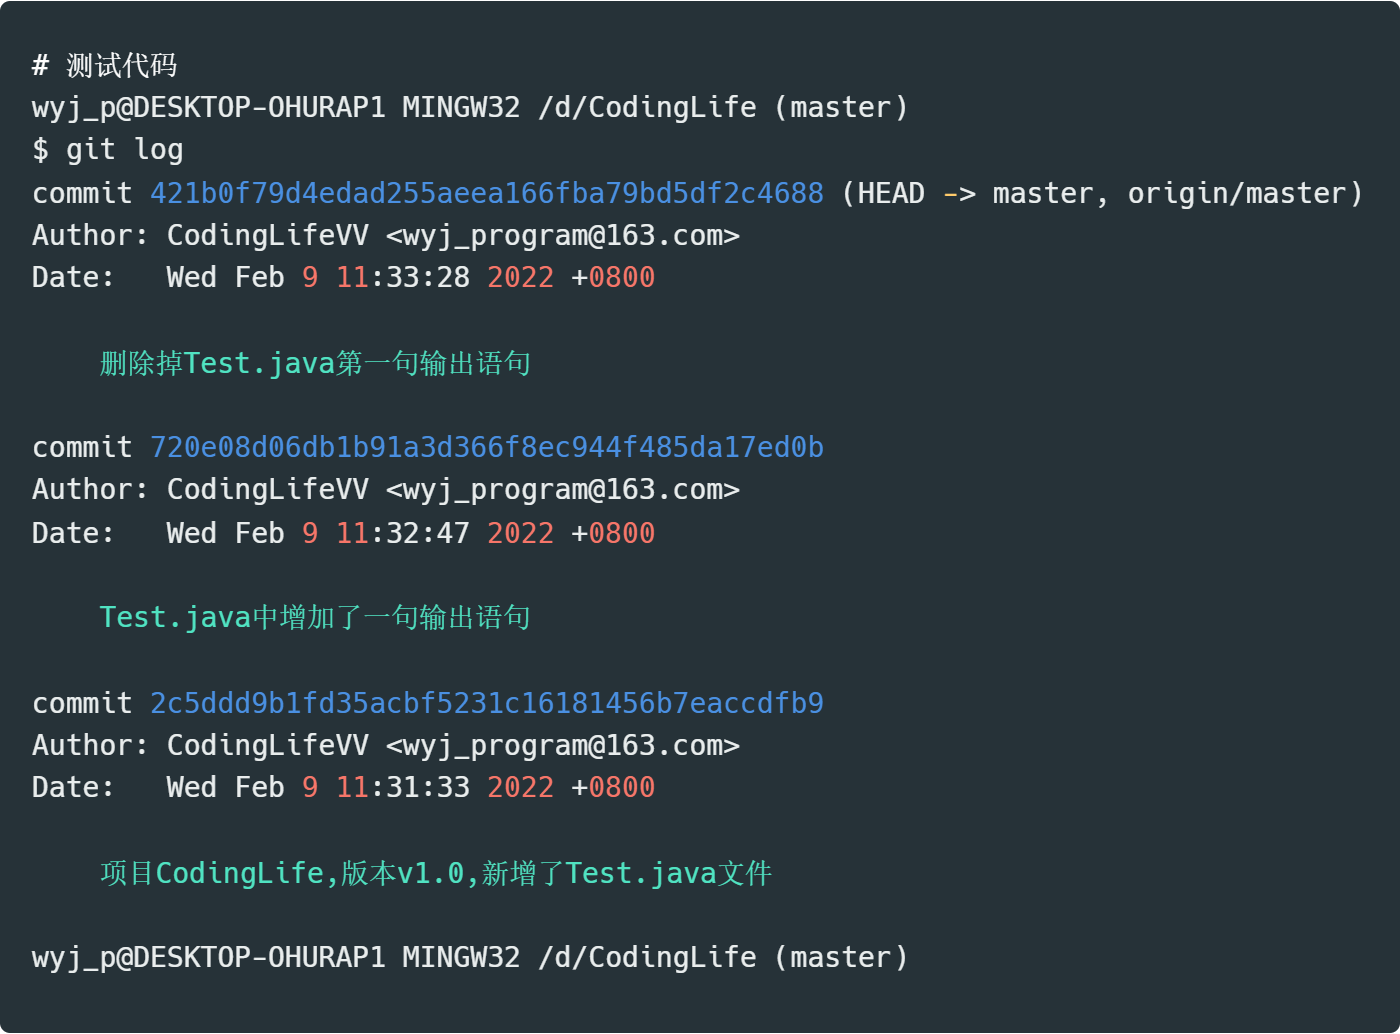 # 测试代码
wyj_p@DESKTOP-OHURAP1 MINGW32 /d/CodingLife (master)
$ git log
commit 421b0f79d4edad255aeea166fba79bd5df2c4688 (HEAD -> master, origin/master)
Author: CodingLifeVV <wyj_program@163.com>
Date:   Wed Feb 9 11:33:28 2022 +0800
删除掉Test.java第一句输出语句
commit 720e08d06db1b91a3d366f8ec944f485da17ed0b
Author: CodingLifeVV <wyj_program@163.com>
Date:   Wed Feb 9 11:32:47 2022 +0800
Test.java中增加了一句输出语句
commit 2c5ddd9b1fd35acbf5231c16181456b7eaccdfb9
Author: CodingLifeVV <wyj_program@163.com>
Date:   Wed Feb 9 11:31:33 2022 +0800
项目CodingLife,版本v1.0,新增了Test.java文件
wyj_p@DESKTOP-OHURAP1 MINGW32 /d/CodingLife (master)